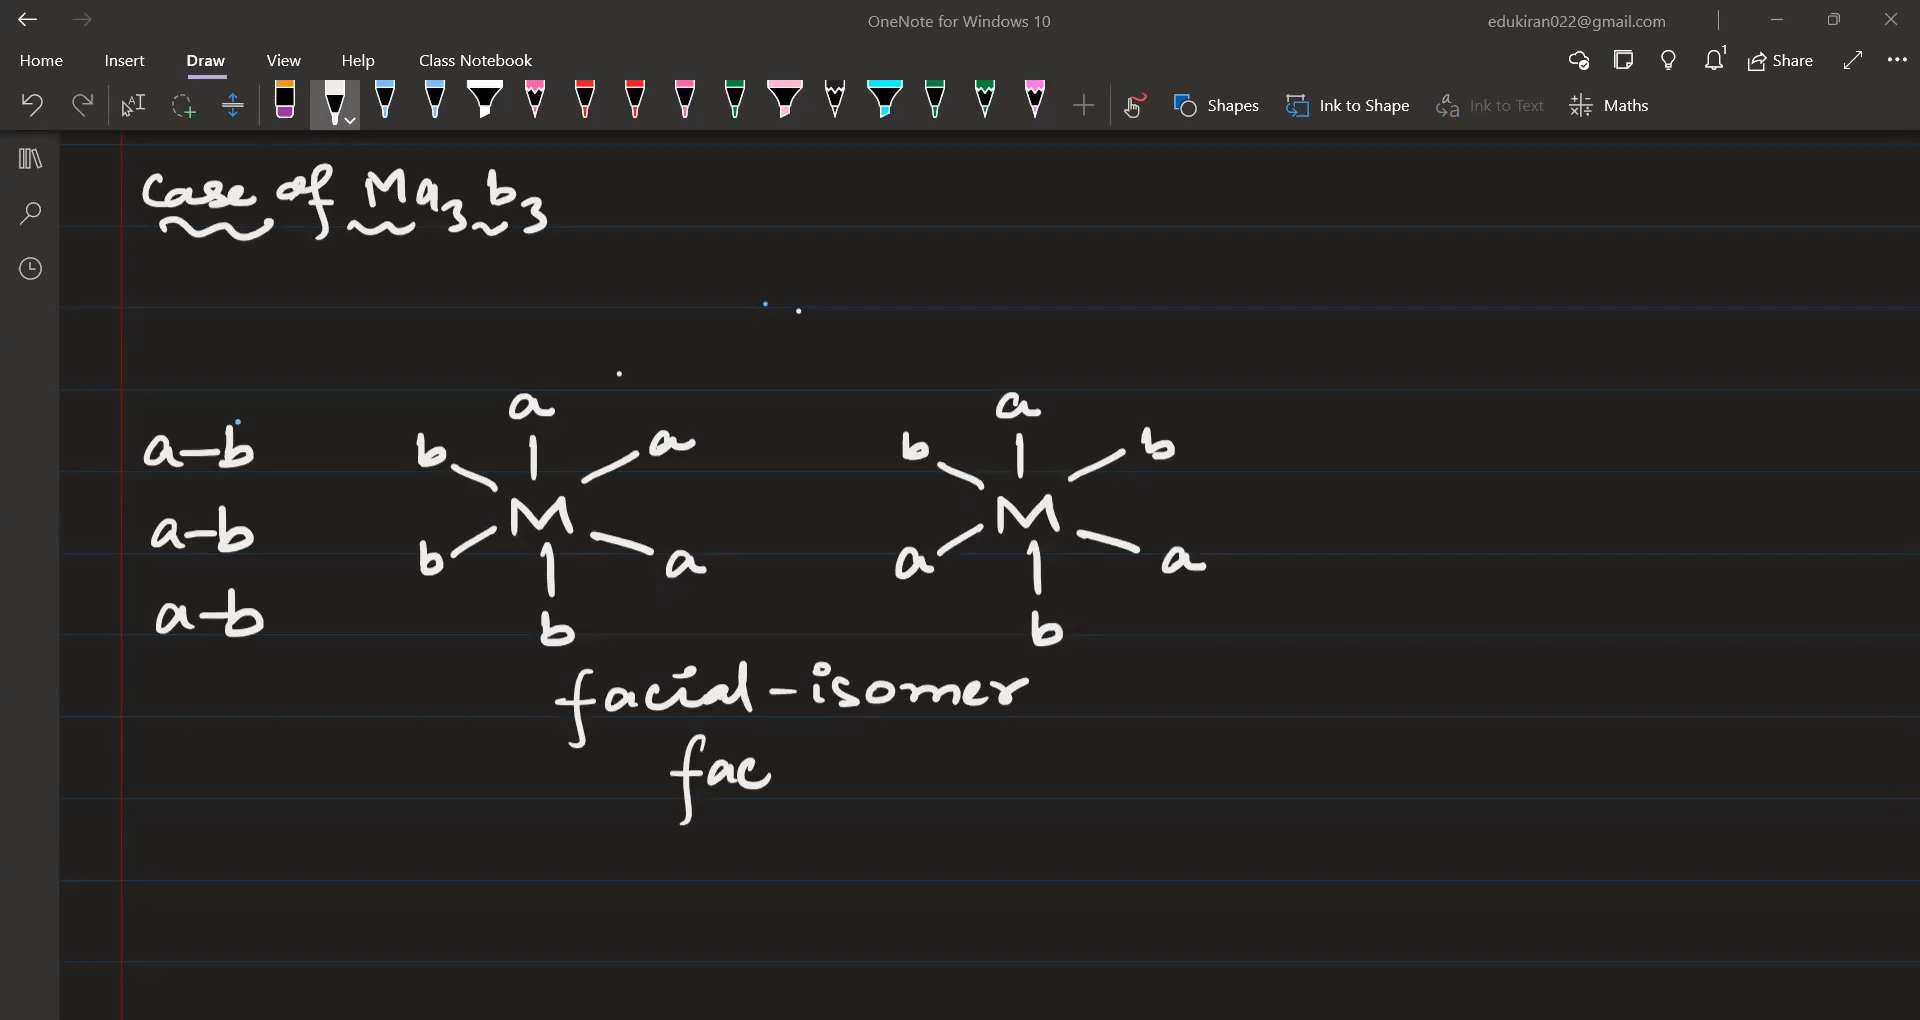 OneNote for Windows 10
edukiran022@gmail.com
Home Insert Draw View Help Class Notebook
1
Share
Shapes Ink to Shape Ink to Text Maths
Case of Ma3b3
a a
b a b b
a-b
M M
a-b
b a a a
a-b
b b
facial-isomer
fac